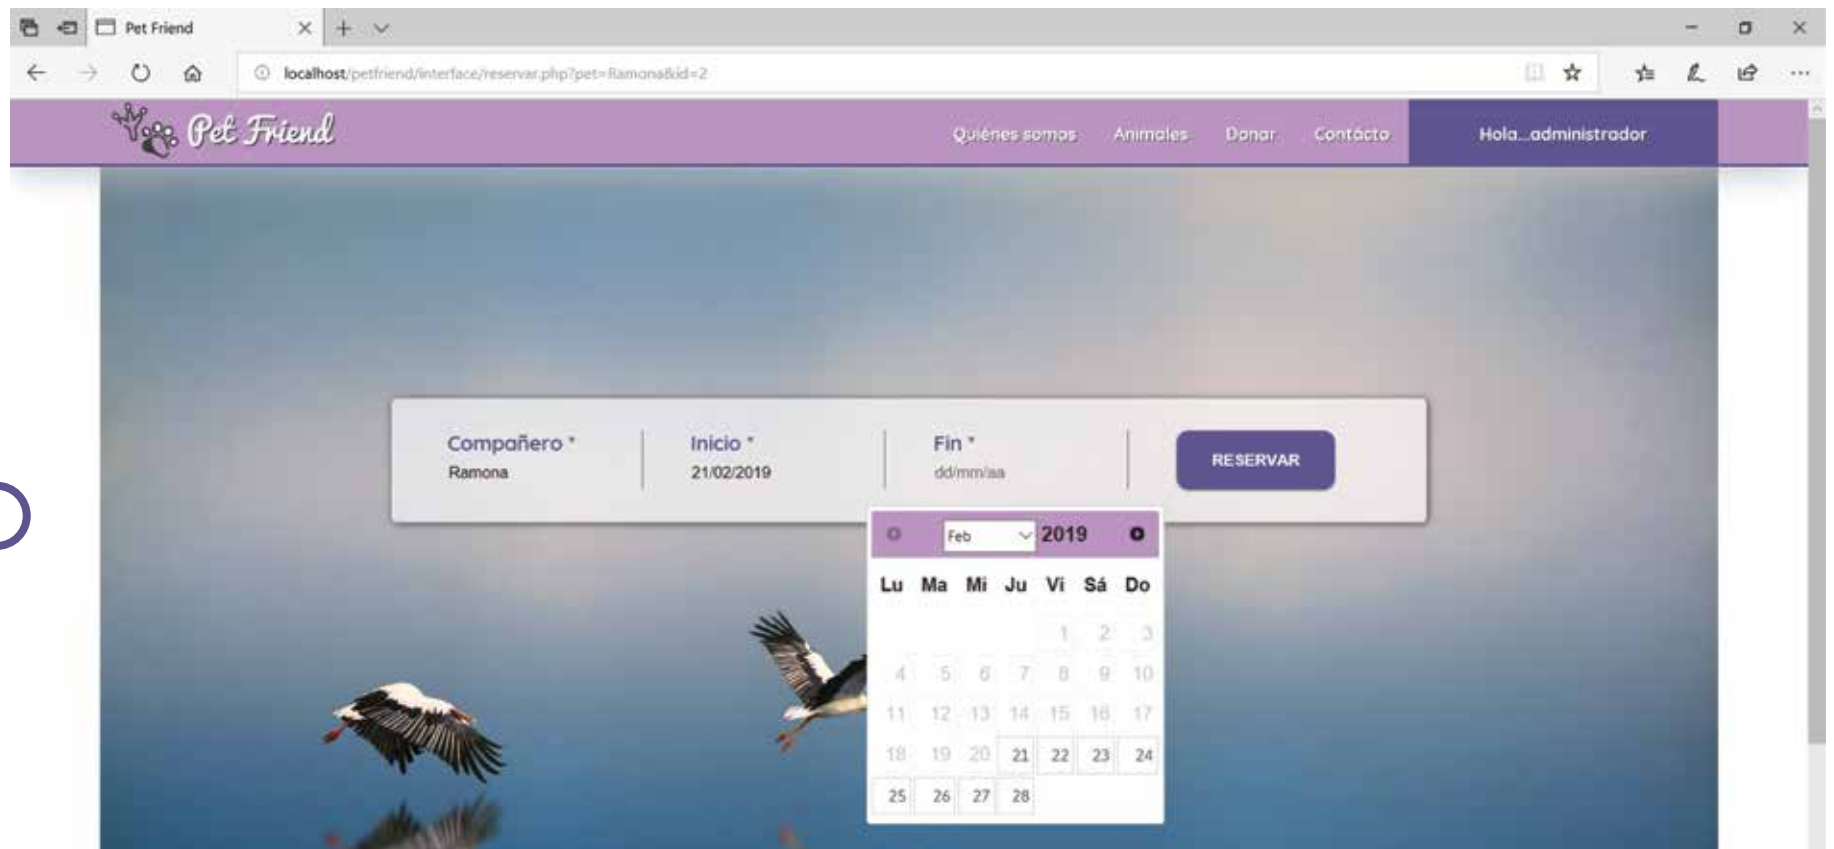 Pet Friend
localhost/petfriend/interface/reservar.php?pet=Ramona&id=2
Pet Friend
Quiénes somos Animales Donar Contácto Hola...administrador
Compañero * Inicio * Fin *
Ramona 21/02/2019 dd/mm/aa
RESERVAR
Feb 2019
Lu Ma Mi Ju Vi Sá Do
1 2 3
4 5 6 7 8 9 10
11 12 13 14 15 16 17
18 19 20 21 22 23 24
25 26 27 28